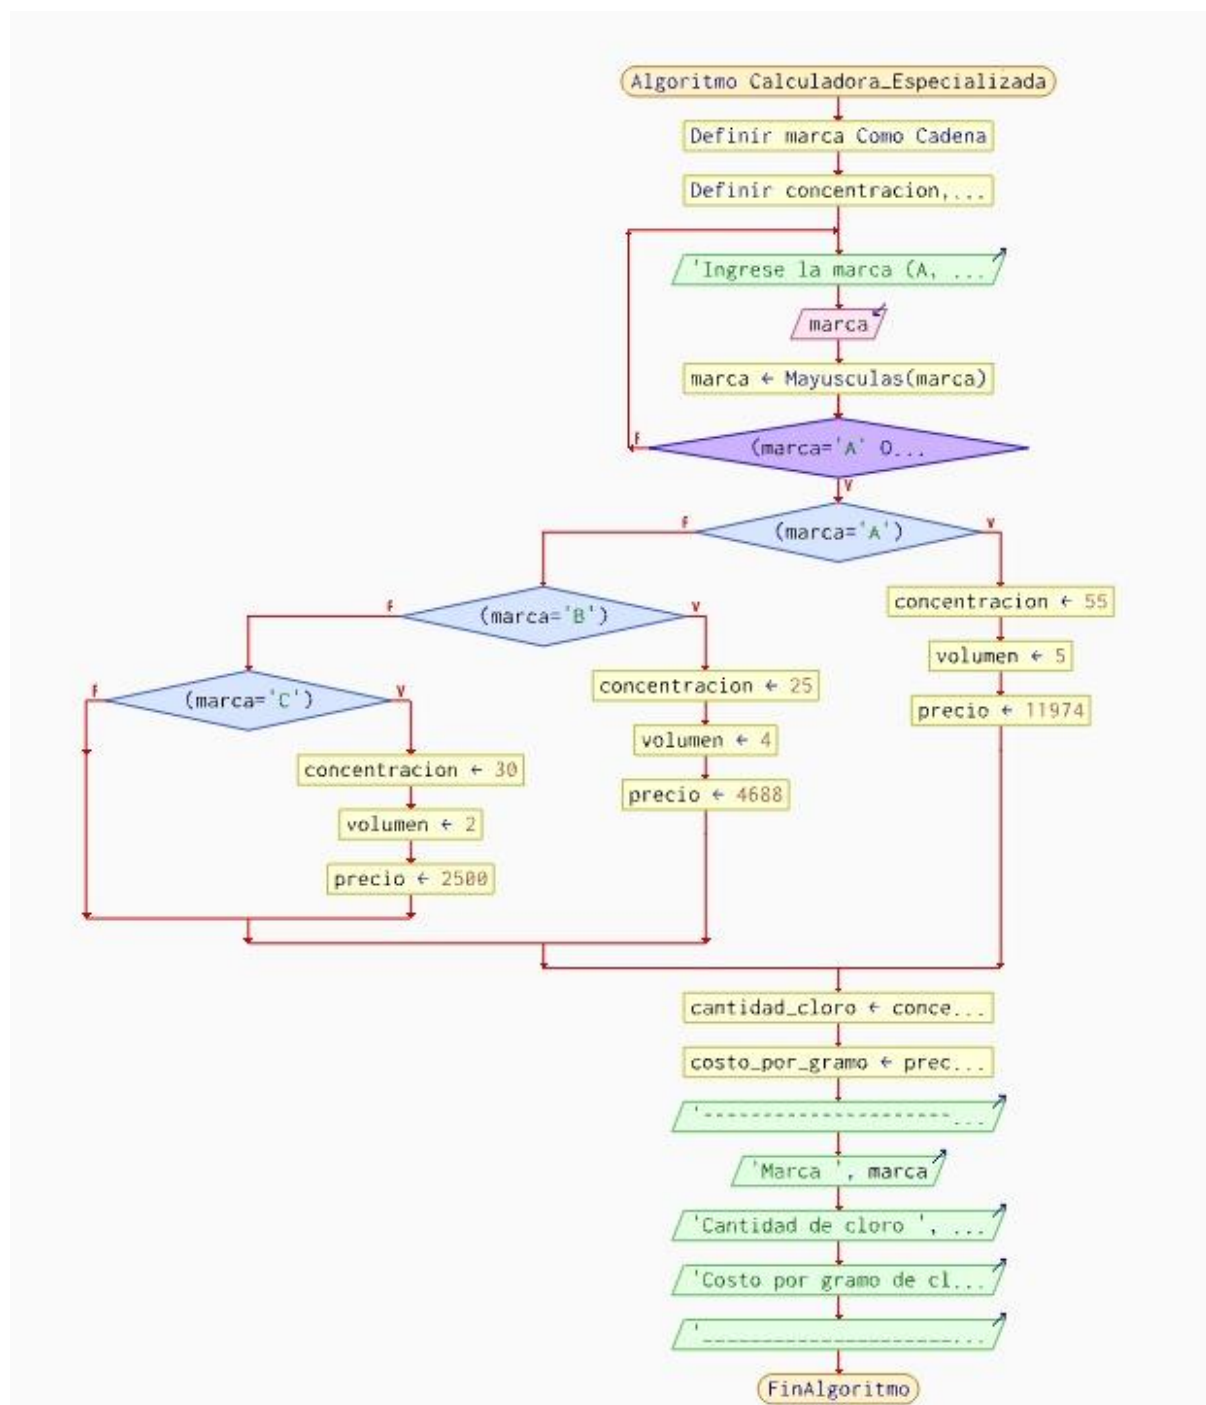 Algoritmo Calculadora_Especializada
Definir marca Como Cadena
Definir concentracion,...
'Ingrese la marca (A, ...
marca
marca ← Mayusculas(marca)
F
(marca='A' O...
V
F
(marca='A')
V
F
(marca='B')
V
concentracion ← 55
volumen ← 5
precio ← 11974
F
(marca='C')
V
concentracion ← 25
volumen ← 4
precio ← 4688
concentracion ← 30
volumen ← 2
precio ← 2500
cantidad_cloro ← conce...
costo_por_gramo ← prec...
'---------------------...
'Marca ', marca
'Cantidad de cloro ', ...
'Costo por gramo de cl...
'_____________________...
FinAlgoritmo